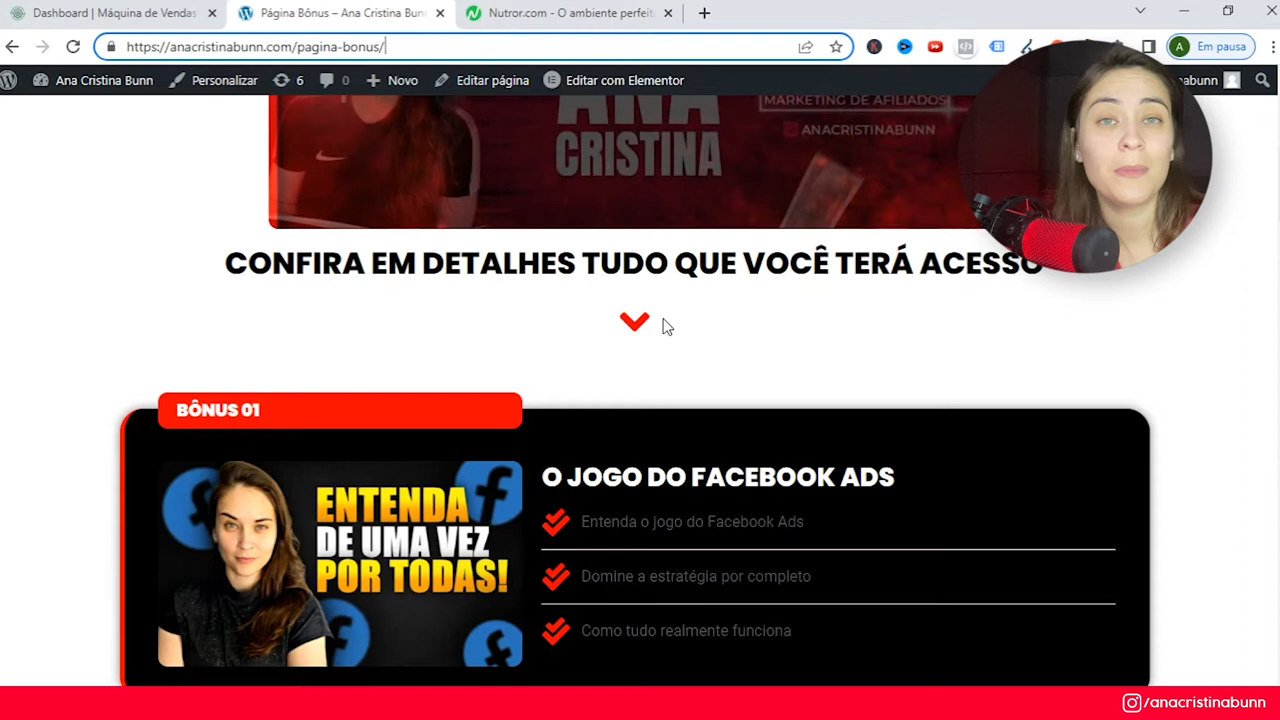 Dashboard | Máquina de Vendas
Página Bônus – Ana Cristina Bun
Nutror.com - O ambiente perfeit
https://anacristinabunn.com/pagina-bonus/
A Em pausa
Ana Cristina Bunn
Personalizar
6
0
Novo
Editar página
Editar com Elementor
nabunn
ANA
CRISTINA
MARKETING DE AFILIADOS
ANACRISTINABUNN
CONFIRA EM DETALHES TUDO QUE VOCÊ TERÁ ACESSO
BÔNUS 01
ENTENDA
DE UMA VEZ
POR TODAS!
O JOGO DO FACEBOOK ADS
Entenda o jogo do Facebook Ads
Domine a estratégia por completo
Como tudo realmente funciona
/anacristinabunn